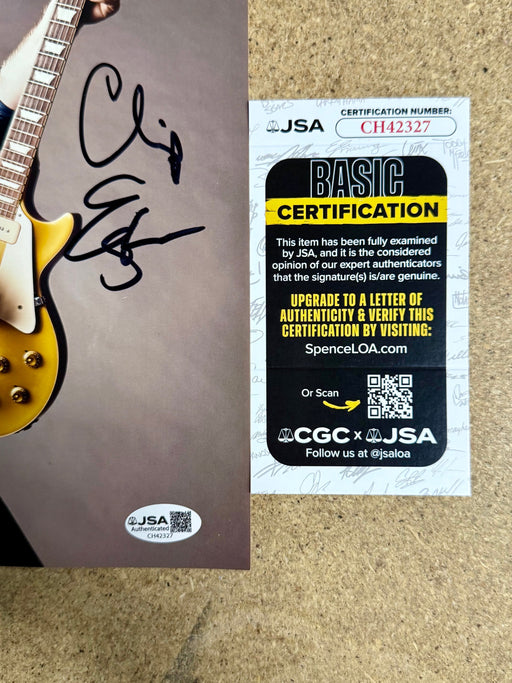 JSA
CERTIFICATION NUMBER:
CH42327
BASIC
CERTIFICATION
This item has been fully examined
by JSA, and it is the considered
opinion of our expert authenticators
that the signature(s) is/are genuine.
UPGRADE TO A LETTER OF
AUTHENTICITY & VERIFY THIS
CERTIFICATION BY VISITING:
SpenceLOA.com
Or Scan
CGC x JSA
Follow us at @jsaloa
JSA
Authenticated
CH42327